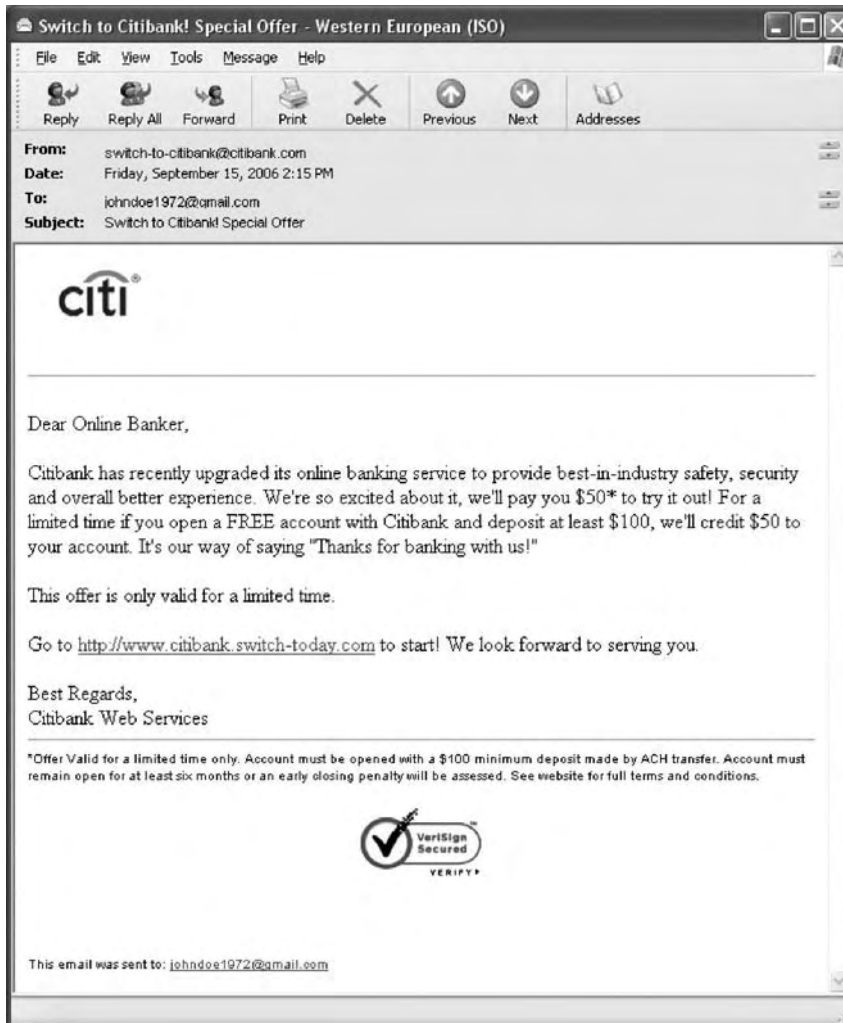 Switch to Citibank! Special Offer - Western European (ISO)
File Edit View Tools Message Help
Reply Reply All Forward Print Delete Previous Next Addresses
From: switch-to-citibank@citibank.com
Date: Friday, September 15, 2006 2:15 PM
To: johndoe1972@gmail.com
Subject: Switch to Citibank! Special Offer
citi®
Dear Online Banker,
Citibank has recently upgraded its online banking service to provide best-in-industry safety, security
and overall better experience. We're so excited about it, we'll pay you $50* to try it out! For a
limited time if you open a FREE account with Citibank and deposit at least $100, we'll credit $50 to
your account. It's our way of saying "Thanks for banking with us!"
This offer is only valid for a limited time.
Go to http://www.citibank.switch-today.com to start! We look forward to serving you.
Best Regards,
Citibank Web Services
*Offer Valid for a limited time only. Account must be opened with a $100 minimum deposit made by ACH transfer. Account must
remain open for at least six months or an early closing penalty will be assessed. See website for full terms and conditions.
VeriSign™
Secured
VERIFY
This email was sent to: johndoe1972@gmail.com